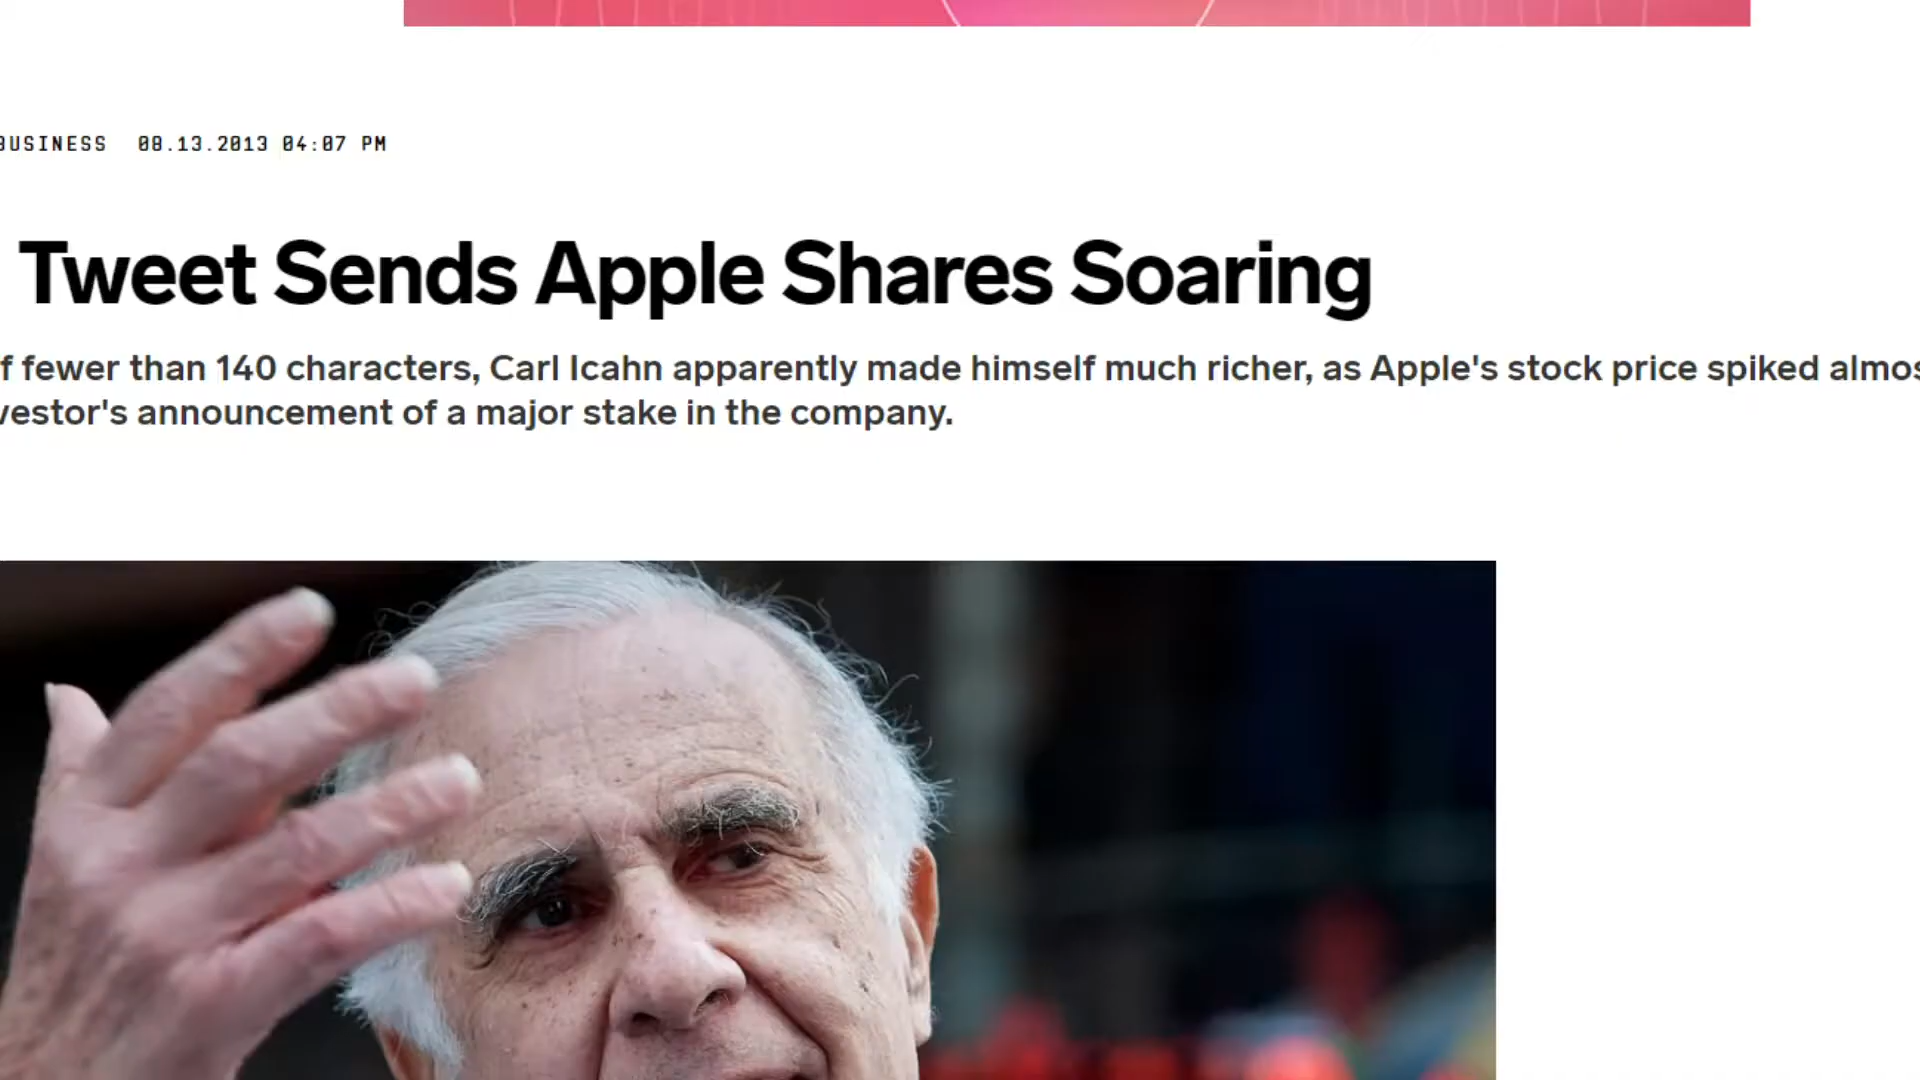 BUSINESS 08.13.2013 04:07 PM
Tweet Sends Apple Shares Soaring
f fewer than 140 characters, Carl Icahn apparently made himself much richer, as Apple's stock price spiked almos
vestor's announcement of a major stake in the company.